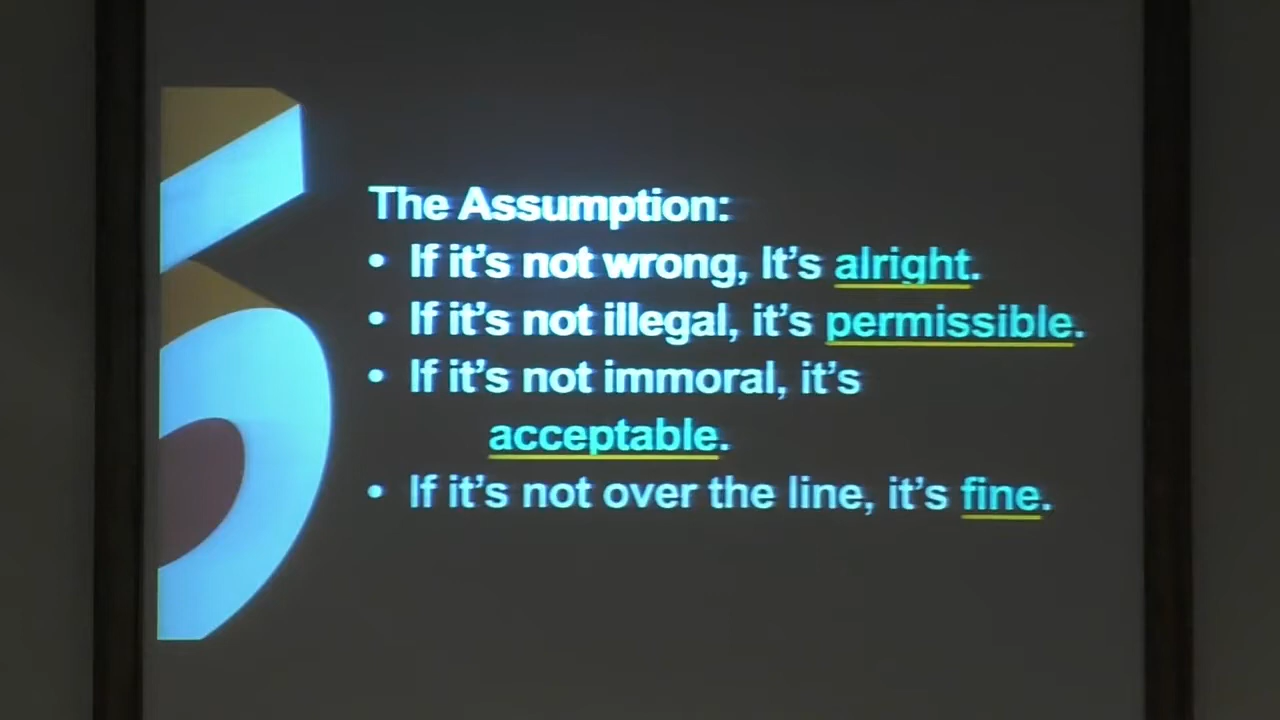 The Assumption:
• If it's not wrong, It's alright.
• If it's not illegal, it's permissible.
• If it's not immoral, it's
acceptable.
• If it's not over the line, it's fine.